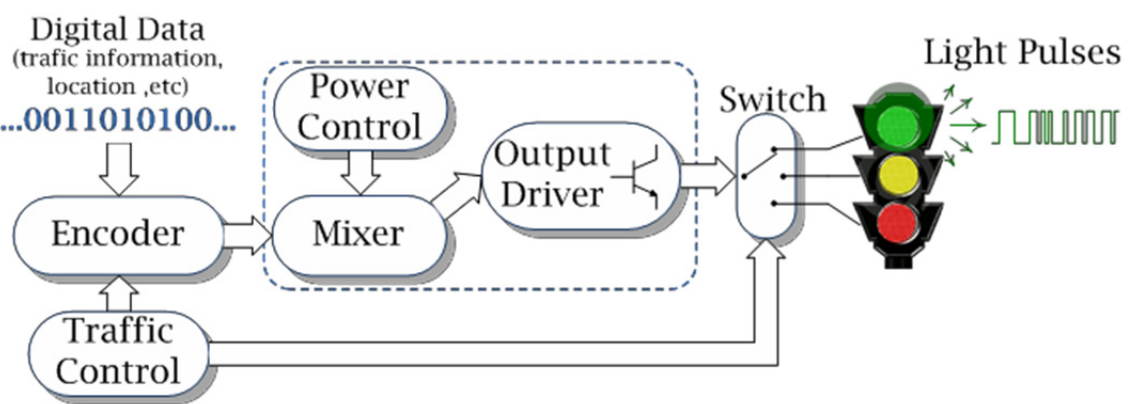 Digital Data
(trafic information,
location ,etc)
...0011010100...
Power
Control
Switch
Light Pulses
Output
Driver
Encoder
Mixer
Traffic
Control